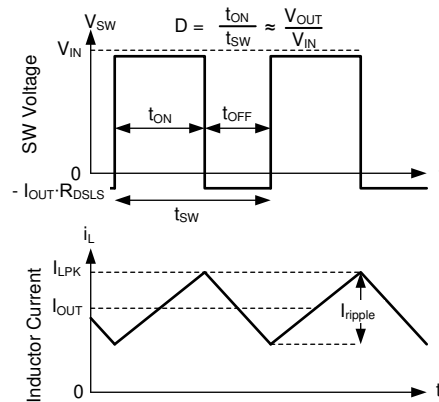 V_SW
D = t_ON / t_SW ≈ V_OUT / V_IN
V_IN
SW Voltage
t_ON
t_OFF
0
- I_OUT·R_DSLS
t_SW
i_L
I_LPK
Inductor Current
I_OUT
I_ripple
0
t